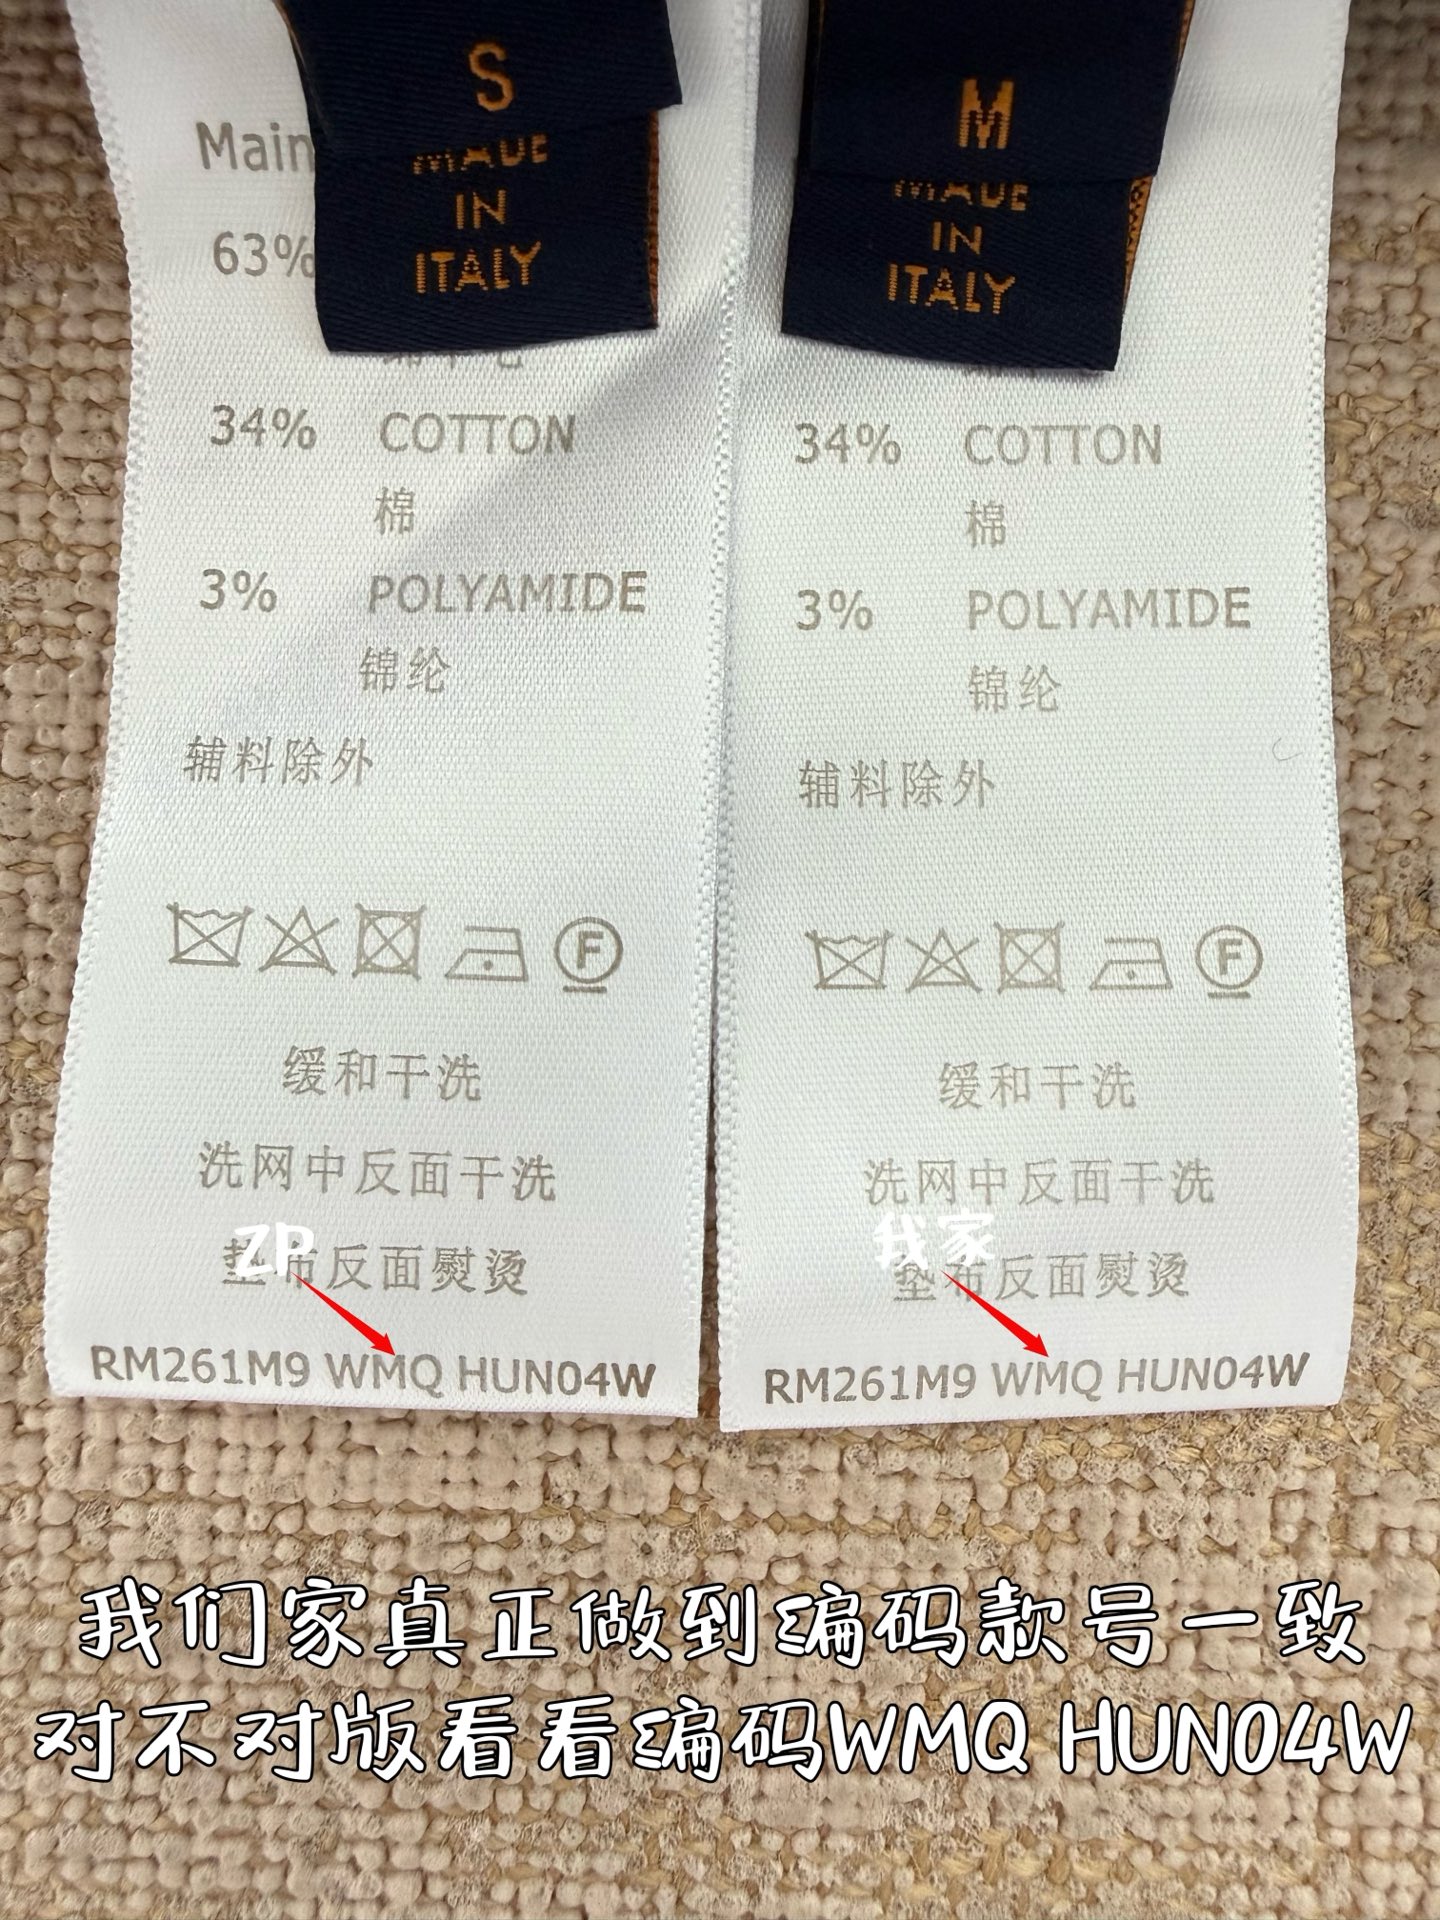 S
MADE
IN
ITALY
Main
63%
34% COTTON
棉
3% POLYAMIDE
锦纶
辅料除外
F
缓和干洗
洗网中反面干洗
ZP
垫布反面熨烫
RM261M9 WMQ HUN04W
M
MADE
IN
ITALY
34% COTTON
棉
3% POLYAMIDE
锦纶
辅料除外
F
缓和干洗
洗网中反面干洗
我家
垫布反面熨烫
RM261M9 WMQ HUN04W
我们家真正做到编码款号一致
对不对版看看编码WMQ HUN04W